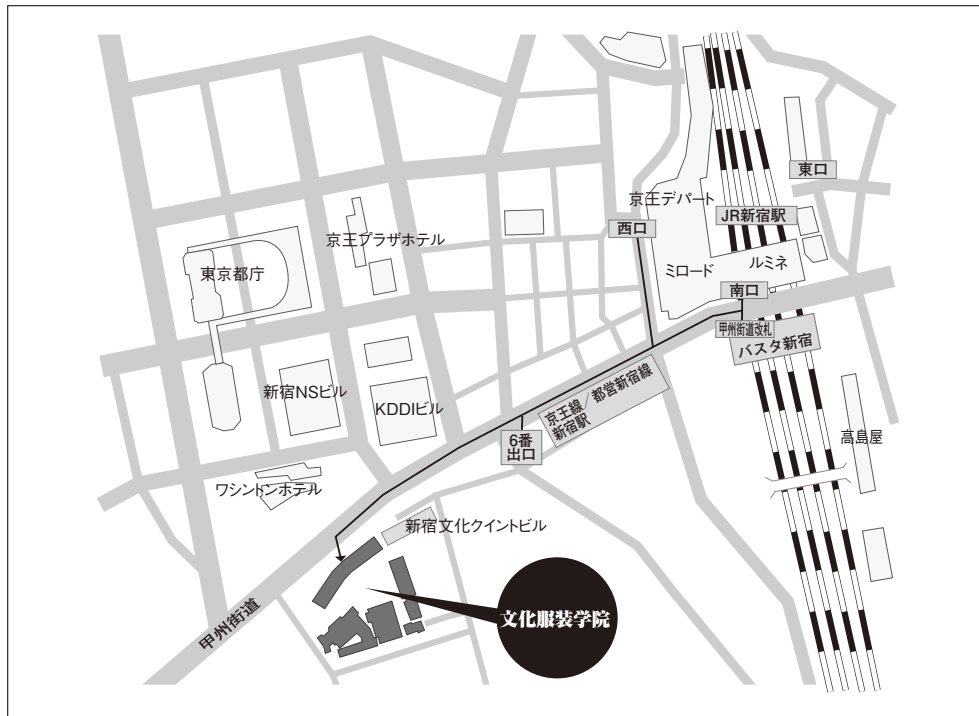 東口
京王デパート
JR新宿駅
西口
京王プラザホテル
東京都庁
ミロード
ルミネ
南口
甲州街道改札
バスタ新宿
新宿NSビル
KDDIビル
京王線/都営新宿線
新宿駅
6番
出口
高島屋
ワシントンホテル
新宿文化クイントビル
文化服装学院
甲州街道